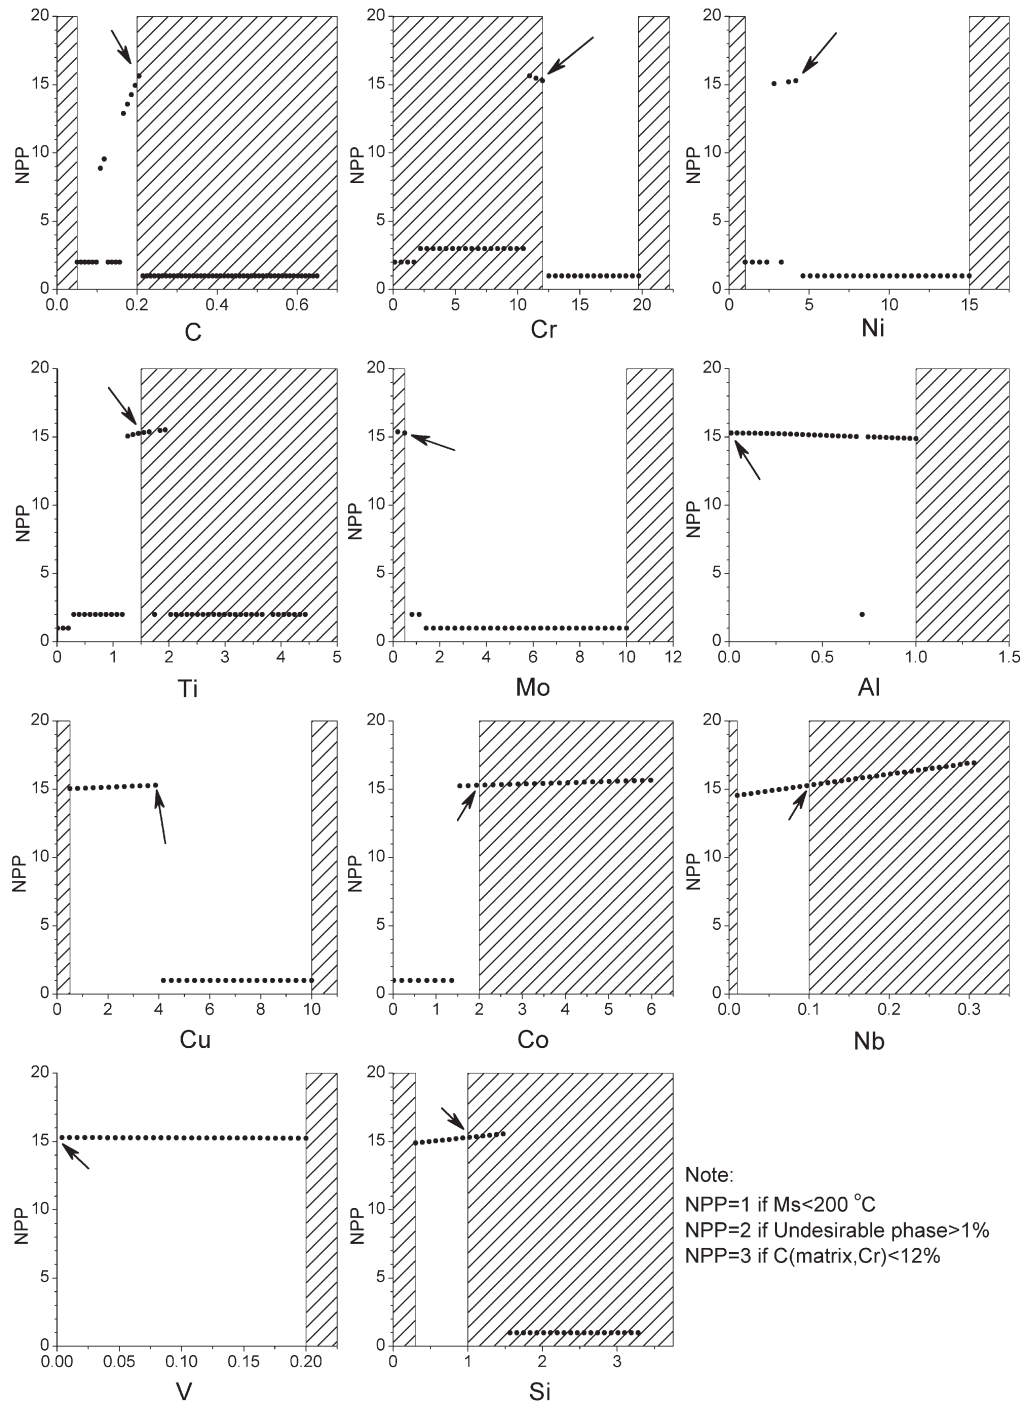 20
15
10
5
0
NPP
0.0 0.2 0.4 0.6
C
20
15
10
5
0
NPP
0 5 10 15 20
Cr
20
15
10
5
0
NPP
0 5 10 15
Ni
20
15
10
5
0
NPP
0 1 2 3 4 5
Ti
20
15
10
5
0
NPP
0 2 4 6 8 10 12
Mo
20
15
10
5
0
NPP
0.0 0.5 1.0 1.5
Al
20
15
10
5
0
NPP
0 2 4 6 8 10
Cu
20
15
10
5
0
NPP
0 1 2 3 4 5 6
Co
20
15
10
5
0
NPP
0.0 0.1 0.2 0.3
Nb
20
15
10
5
0
NPP
0.00 0.05 0.10 0.15 0.20
V
20
15
10
5
0
NPP
0 1 2 3
Si
Note:
NPP=1 if Ms<200 °C
NPP=2 if Undesirable phase>1%
NPP=3 if C(matrix,Cr)<12%